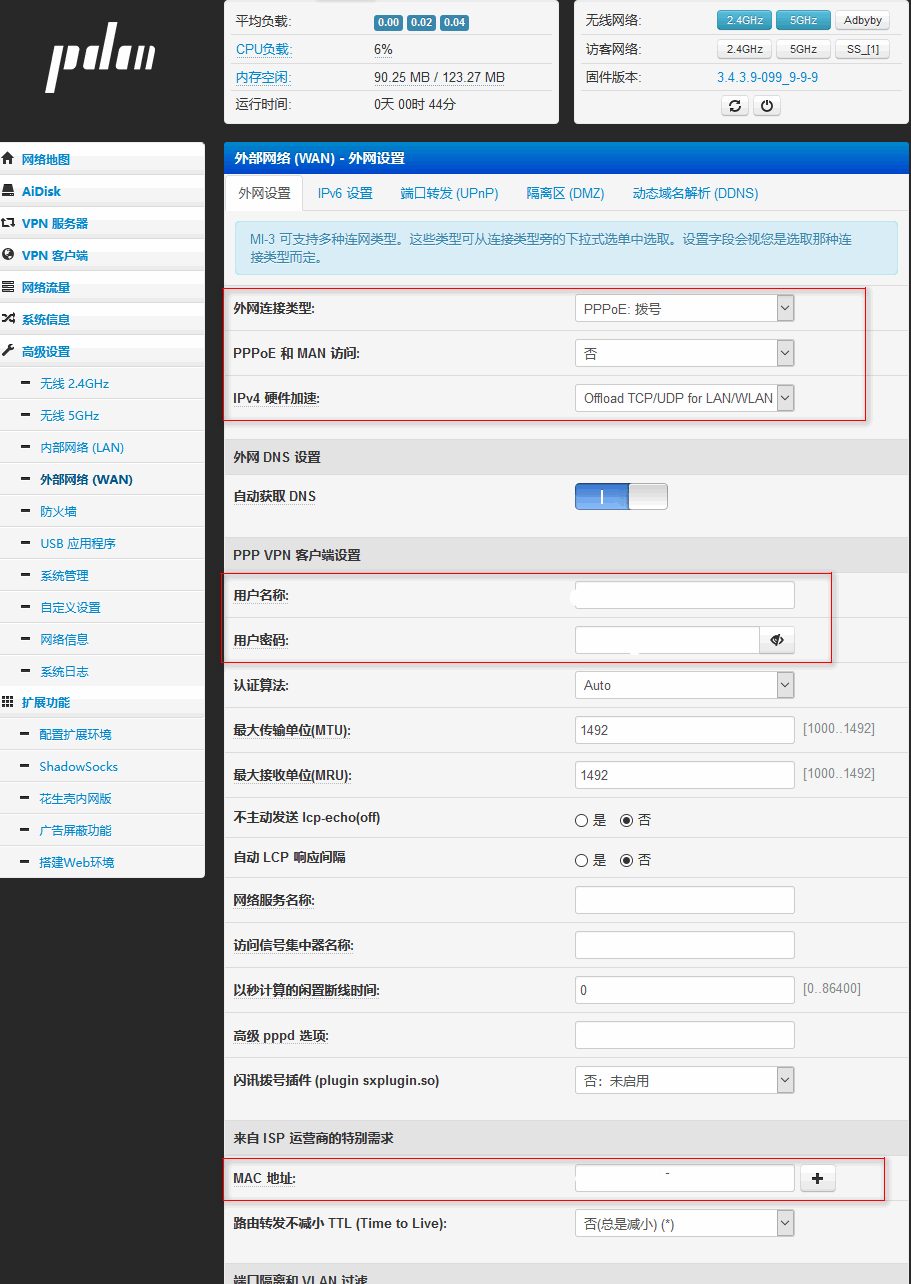 pdcn
平均负载:
0.00 0.02 0.04
CPU负载:
6%
内存空闲:
90.25 MB / 123.27 MB
运行时间:
0天 00时 44分
无线网络:
2.4GHz 5GHz Adbyby
访客网络:
2.4GHz 5GHz SS_[1]
固件版本:
3.4.3.9-099_9-9-9
网络地图
AiDisk
VPN 服务器
VPN 客户端
网络流量
系统信息
高级设置
无线 2.4GHz
无线 5GHz
内部网络 (LAN)
外部网络 (WAN)
防火墙
USB 应用程序
系统管理
自定义设置
网络信息
系统日志
扩展功能
配置扩展环境
ShadowSocks
花生壳内网版
广告屏蔽功能
搭建Web环境
外部网络 (WAN) - 外网设置
外网设置 IPv6 设置 端口转发 (UPnP) 隔离区 (DMZ) 动态域名解析 (DDNS)
MI-3 可支持多种连网类型。这些类型可从连接类型旁的下拉式选单中选取。设置字段会视您是选取那种连
接类型而定。
外网连接类型:
PPPoE: 拨号
PPPoE 和 MAN 访问:
否
IPv4 硬件加速:
Offload TCP/UDP for LAN/WLAN
外网 DNS 设置
自动获取 DNS
PPP VPN 客户端设置
用户名称:
用户密码:
认证算法:
Auto
最大传输单位(MTU):
1492
[1000..1492]
最大接收单位(MRU):
1492
[1000..1492]
不主动发送 lcp-echo(off)
是 否
自动 LCP 响应间隔
是 否
网络服务名称:
访问信号集中器名称:
以秒计算的闲置断线时间:
0
[0..86400]
高级 pppd 选项:
闪讯拨号插件 (plugin sxplugin.so)
否：未启用
来自 ISP 运营商的特别需求
MAC 地址:
路由转发不减小 TTL (Time to Live):
否(总是减小) (*)
端口隔离和 VLAN 过滤